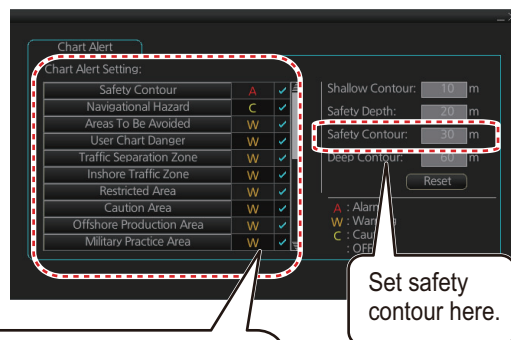 Chart Alert
Chart Alert Setting:
Safety Contour A
Navigational Hazard C
Areas To Be Avoided W
User Chart Danger W
Traffic Separation Zone W
Inshore Traffic Zone W
Restricted Area W
Caution Area W
Offshore Production Area W
Military Practice Area W
Shallow Contour: 10 m
Safety Depth: 20 m
Safety Contour: 30 m
Deep Contour: 60 m
Reset
A : Alarm
W : Wa
C : Cau
: OFF
Set safety
contour here.